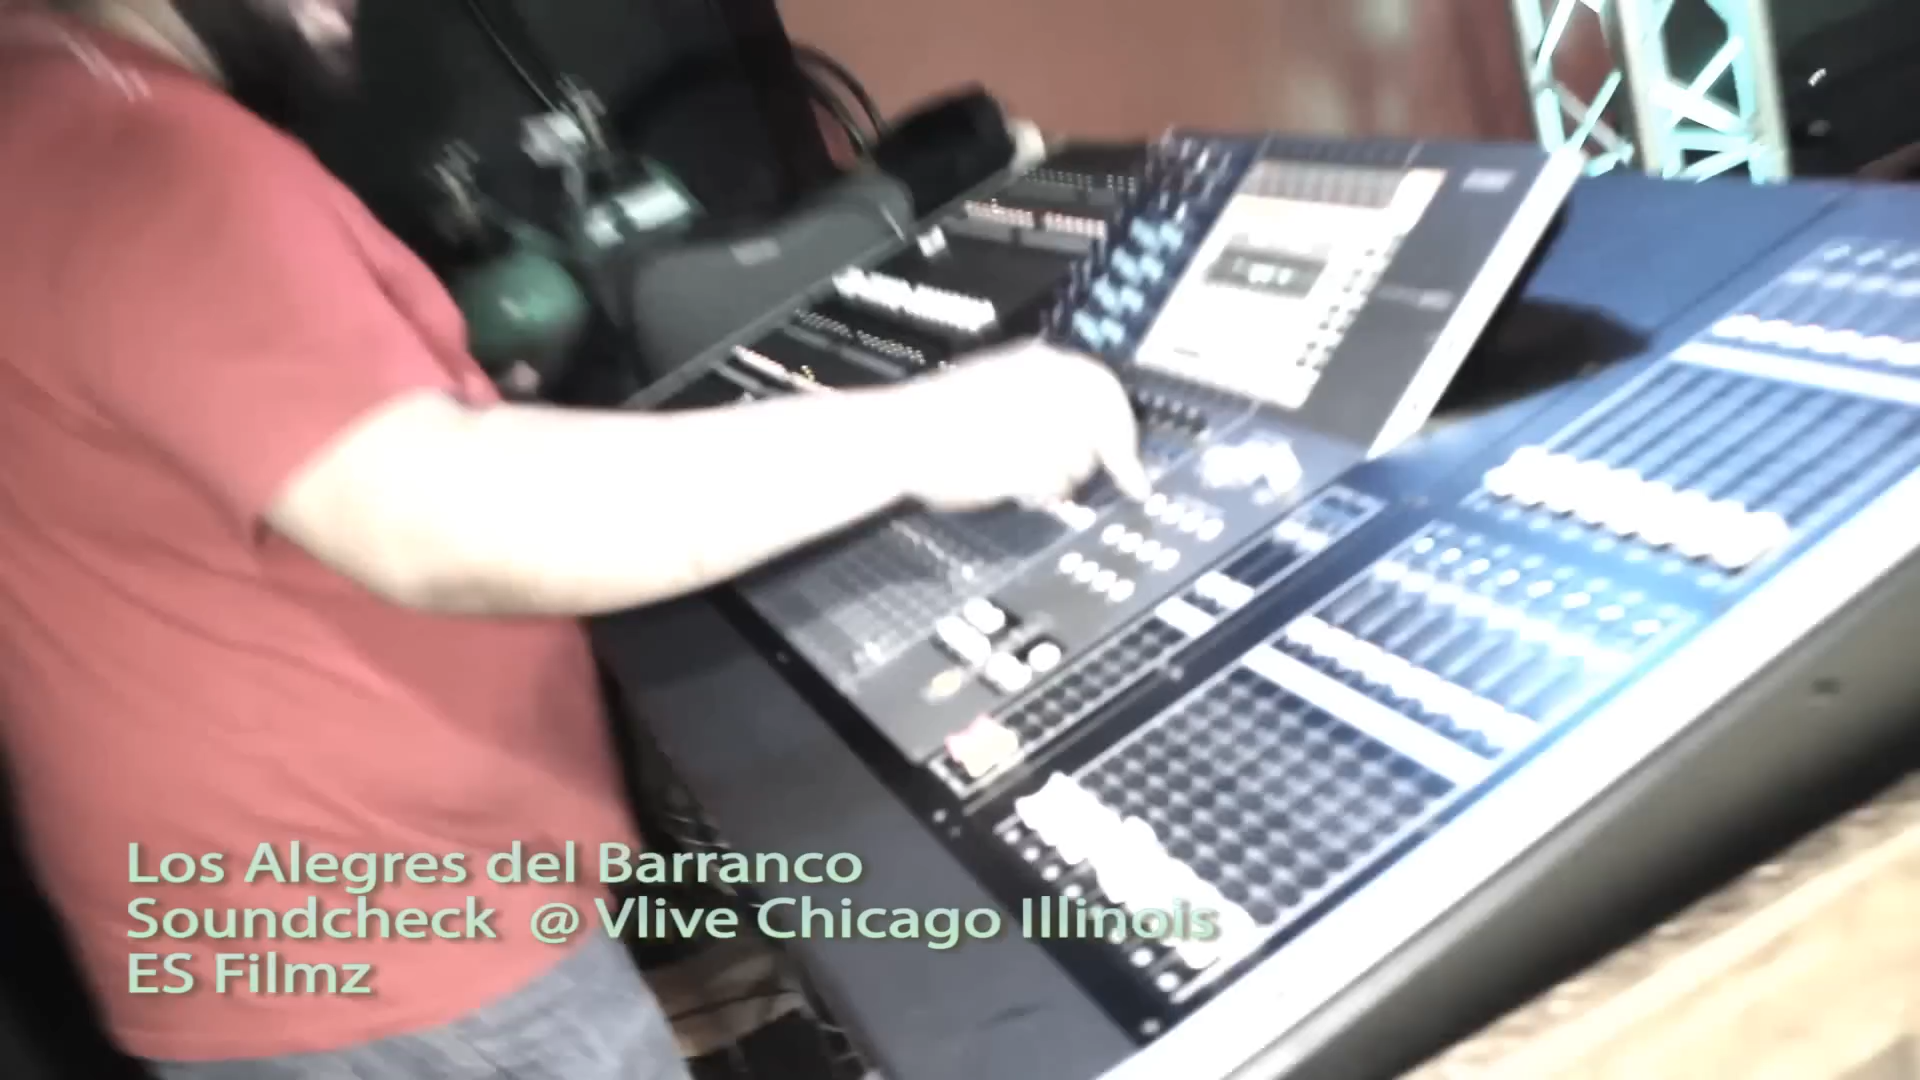 Los Alegres del Barranco
Soundcheck @ Vlive Chicago Illinois
ES Filmz